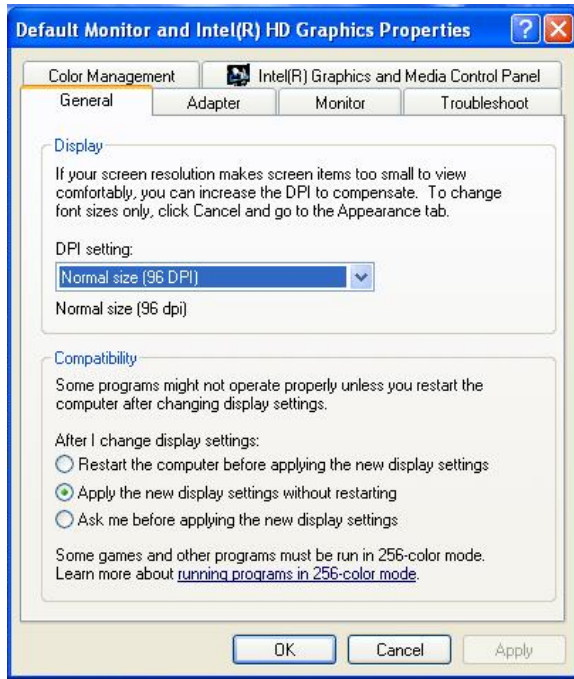 Default Monitor and Intel(R) HD Graphics Properties
Color Management
Intel(R) Graphics and Media Control Panel
General
Adapter
Monitor
Troubleshoot
Display
If your screen resolution makes screen items too small to view
comfortably, you can increase the DPI to compensate. To change
font sizes only, click Cancel and go to the Appearance tab.
DPI setting:
Normal size (96 DPI)
Normal size (96 dpi)
Compatibility
Some programs might not operate properly unless you restart the
computer after changing display settings.
After I change display settings:
Restart the computer before applying the new display settings
Apply the new display settings without restarting
Ask me before applying the new display settings
Some games and other programs must be run in 256-color mode.
Learn more about running programs in 256-color mode.
OK
Cancel
Apply